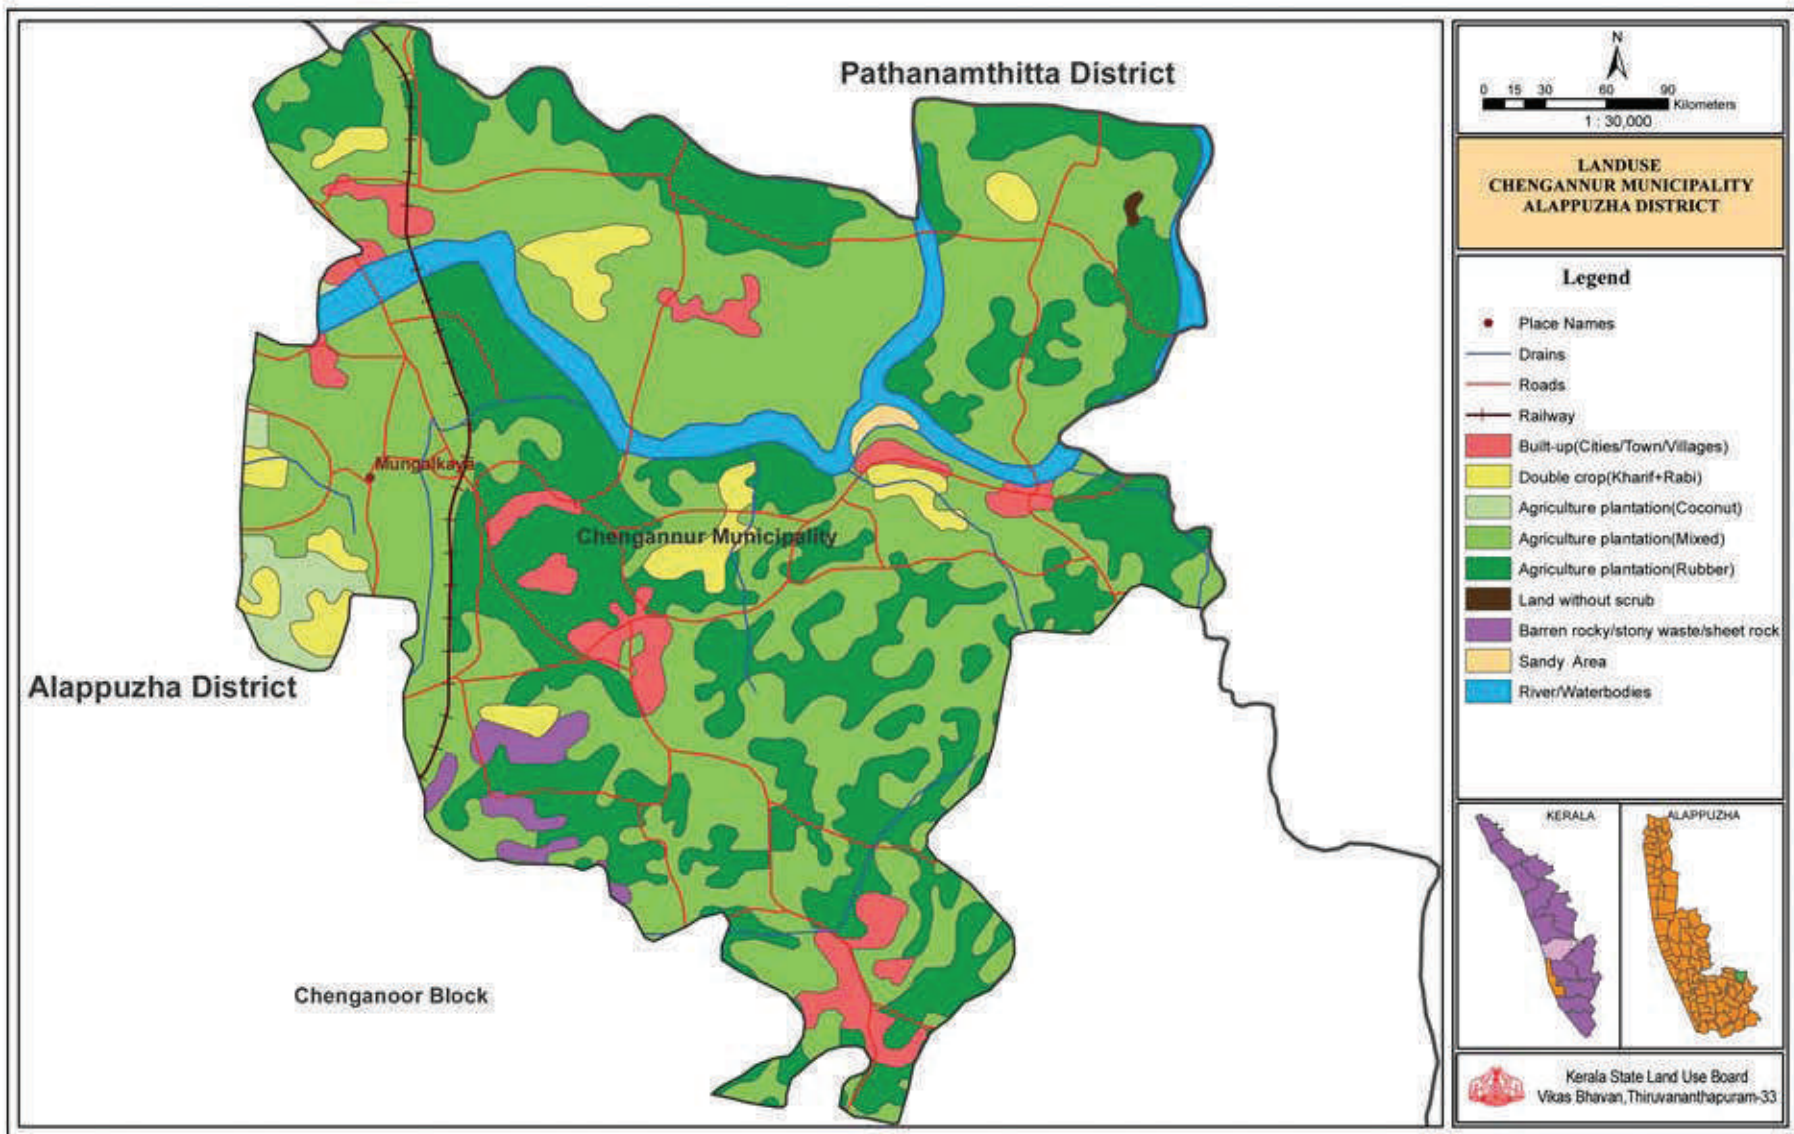 Pathanamthitta District
Mungalkaya
Chengannur Municipality
Alappuzha District
Chenganoor Block
N
0 15 30 60 90
Kilometers
1 : 30,000
LANDUSE
CHENGANNUR MUNICIPALITY
ALAPPUZHA DISTRICT
Legend
Place Names
Drains
Roads
Railway
Built-up(Cities/Town/Villages)
Double crop(Kharif+Rabi)
Agriculture plantation(Coconut)
Agriculture plantation(Mixed)
Agriculture plantation(Rubber)
Land without scrub
Barren rocky/stony waste/sheet rock
Sandy Area
River/Waterbodies
KERALA
ALAPPUZHA
Kerala State Land Use Board
Vikas Bhavan,Thiruvananthapuram-33